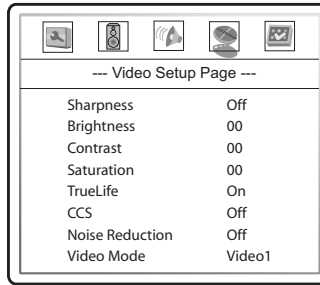 --- Video Setup Page ---
Sharpness Off
Brightness 00
Contrast 00
Saturation 00
TrueLife On
CCS Off
Noise Reduction Off
Video Mode Video1